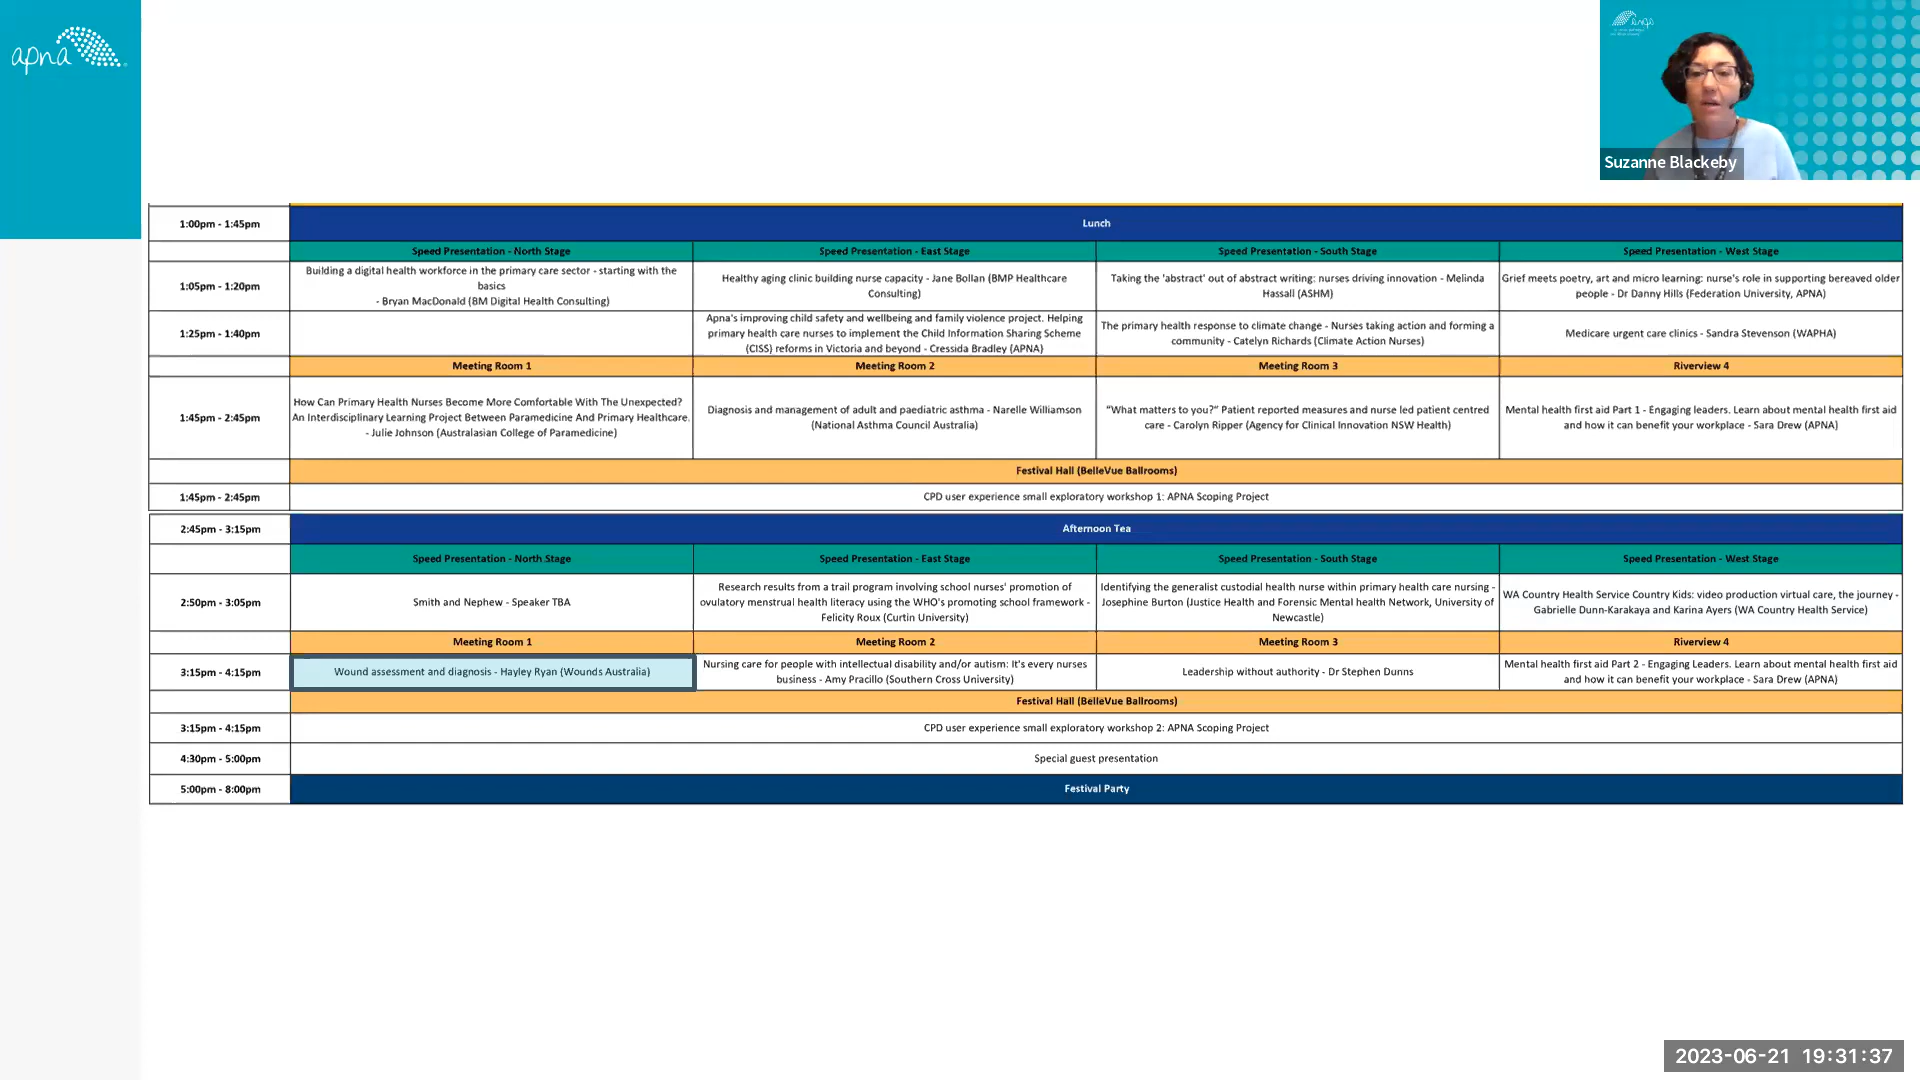 apna
Suzanne Blackeby
1:00pm - 1:45pm
Lunch
Speed Presentation - North Stage
Speed Presentation - East Stage
Speed Presentation - South Stage
Speed Presentation - West Stage
1:05pm - 1:20pm
Building a digital health workforce in the primary care sector - starting with the
basics
- Bryan MacDonald (BM Digital Health Consulting)
Healthy aging clinic building nurse capacity - Jane Bollan (BMP Healthcare
Consulting)
Taking the 'abstract' out of abstract writing: nurses driving innovation - Melinda
Hassall (ASHM)
Grief meets poetry, art and micro learning: nurse's role in supporting bereaved older
people - Dr Danny Hills (Federation University, APNA)
1:25pm - 1:40pm
Apna's improving child safety and wellbeing and family violence project. Helping
primary health care nurses to implement the Child Information Sharing Scheme
(CISS) reforms in Victoria and beyond - Cressida Bradley (APNA)
The primary health response to climate change - Nurses taking action and forming a
community - Catelyn Richards (Climate Action Nurses)
Medicare urgent care clinics - Sandra Stevenson (WAPHA)
Meeting Room 1
Meeting Room 2
Meeting Room 3
Riverview 4
1:45pm - 2:45pm
How Can Primary Health Nurses Become More Comfortable With The Unexpected?
An Interdisciplinary Learning Project Between Paramedicine And Primary Healthcare.
- Julie Johnson (Australasian College of Paramedicine)
Diagnosis and management of adult and paediatric asthma - Narelle Williamson
(National Asthma Council Australia)
"What matters to you?" Patient reported measures and nurse led patient centred
care - Carolyn Ripper (Agency for Clinical Innovation NSW Health)
Mental health first aid Part 1 - Engaging leaders. Learn about mental health first aid
and how it can benefit your workplace - Sara Drew (APNA)
Festival Hall (BelleVue Ballrooms)
1:45pm - 2:45pm
CPD user experience small exploratory workshop 1: APNA Scoping Project
2:45pm - 3:15pm
Afternoon Tea
Speed Presentation - North Stage
Speed Presentation - East Stage
Speed Presentation - South Stage
Speed Presentation - West Stage
2:50pm - 3:05pm
Smith and Nephew - Speaker TBA
Research results from a trail program involving school nurses' promotion of
ovulatory menstrual health literacy using the WHO's promoting school framework -
Felicity Roux (Curtin University)
Identifying the generalist custodial health nurse within primary health care nursing -
Josephine Burton (Justice Health and Forensic Mental health Network, University of
Newcastle)
WA Country Health Service Country Kids: video production virtual care, the journey -
Gabrielle Dunn-Karakaya and Karina Ayers (WA Country Health Service)
Meeting Room 1
Meeting Room 2
Meeting Room 3
Riverview 4
3:15pm - 4:15pm
Wound assessment and diagnosis - Hayley Ryan (Wounds Australia)
Nursing care for people with intellectual disability and/or autism: It's every nurses
business - Amy Pracillo (Southern Cross University)
Leadership without authority - Dr Stephen Dunns
Mental health first aid Part 2 - Engaging Leaders. Learn about mental health first aid
and how it can benefit your workplace - Sara Drew (APNA)
Festival Hall (BelleVue Ballrooms)
3:15pm - 4:15pm
CPD user experience small exploratory workshop 2: APNA Scoping Project
4:30pm - 5:00pm
Special guest presentation
5:00pm - 8:00pm
Festival Party
2023-06-21 19:31:37